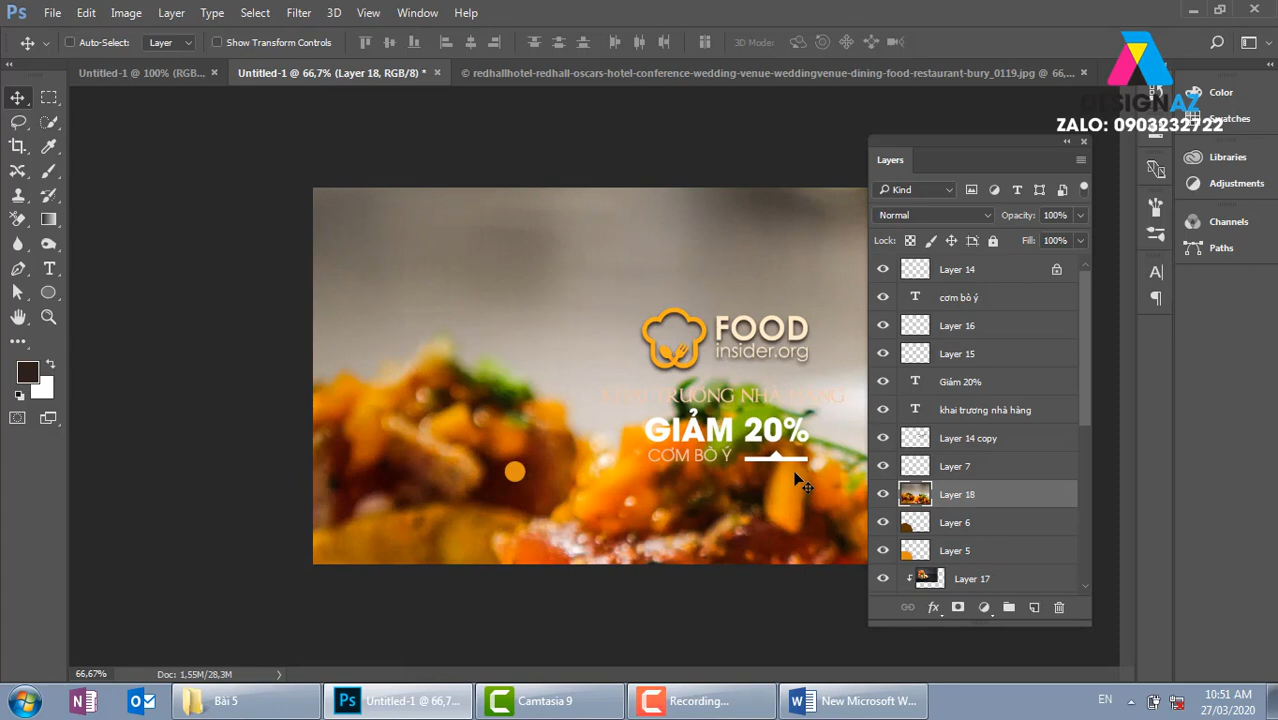 Ps File Edit Image Layer Type Select Filter 3D View Window Help
Auto-Select: Layer Show Transform Controls 3D Mode:
Untitled-1 @ 100% (RGB... × Untitled-1 @ 66,7% (Layer 18, RGB/8) * × © redhallhotel-redhall-oscars-hotel-conference-wedding-venue-weddingvenue-dining-food-restaurant-bury_0119.jpg @ 66,... ×
DESIGNAZ
ZALO: 0903232722
Color
Swatches
Libraries
Adjustments
Channels
Paths
FOOD
insider.org
KHAI TRƯƠNG NHÀ HÀNG
GIẢM 20%
CƠM BÒ Ý
Layers
Kind
Normal Opacity: 100%
Lock: Fill: 100%
Layer 14
T cơm bò ý
Layer 16
Layer 15
T Giảm 20%
T khai trương nhà hàng
Layer 14 copy
Layer 7
Layer 18
Layer 6
Layer 5
Layer 17
66,67% Doc: 1,55M/28,3M
Bài 5 Untitled-1 @ 66,7... Camtasia 9 Recording... New Microsoft W... EN 10:51 AM
27/03/2020